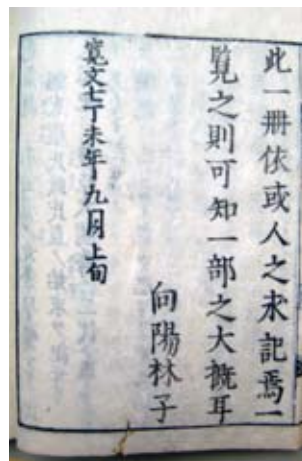 此一册依或人之求記焉一
覧之則可知一部之大概耳
向陽林子
寛文七丁未年九月上旬